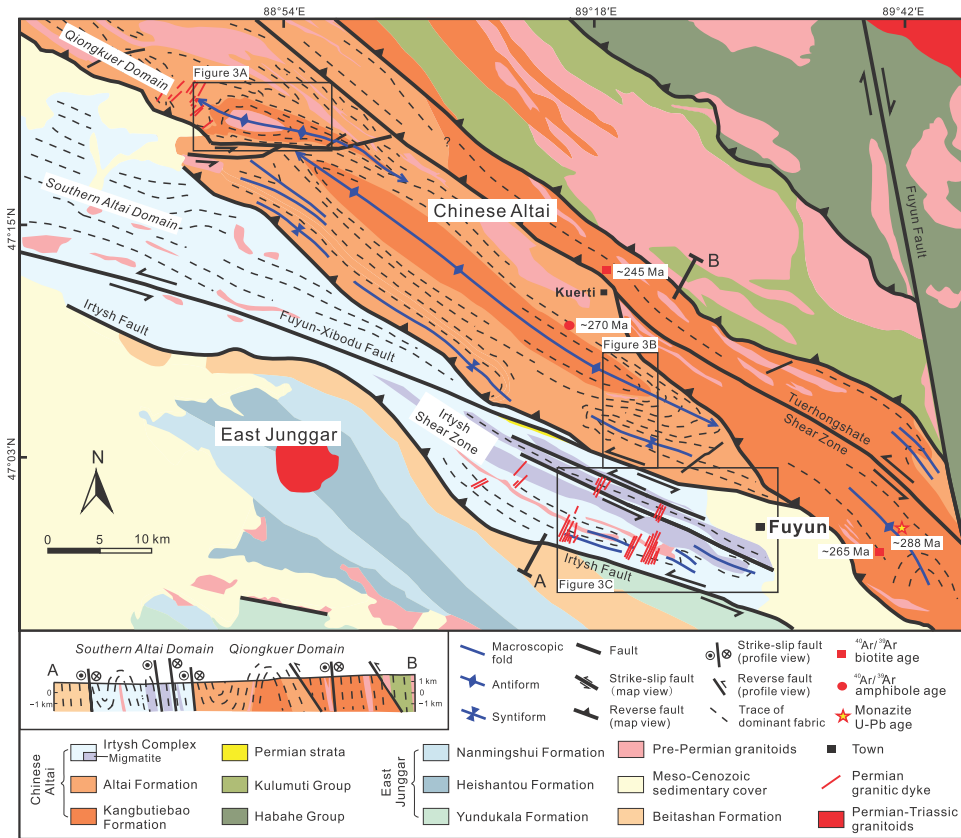 88°54′E
89°18′E
89°42′E
47°15′N
47°03′N
Qiongkuer Domain
Figure 3A
?
Southern Altai Domain
Chinese Altai
Fuyun Fault
B
~245 Ma
Kuerti
~270 Ma
Irtysh Fault
Fuyun-Xibodu Fault
Figure 3B
Tuerhongshate
Shear Zone
Irtysh
Shear Zone
East Junggar
N
0 5 10 km
Fuyun
~288 Ma
~265 Ma
Irtysh Fault
A
Figure 3C
Southern Altai Domain Qiongkuer Domain
A
B
1 km
0
−1 km
1 km
0
−1 km
Macroscopic
fold
Antiform
Syntiform
Fault
Strike-slip fault
(map view)
Reverse fault
(map view)
Strike-slip fault
(profile view)
Reverse fault
(profile view)
Trace of
dominant fabric
⁴⁰Ar/³⁹Ar
biotite age
⁴⁰Ar/³⁹Ar
amphibole age
Monazite
U-Pb age
Chinese
Altai
Irtysh Complex
Migmatite
Altai Formation
Kangbutiebao
Formation
Permian strata
Kulumuti Group
Habahe Group
East
Junggar
Nanmingshui Formation
Heishantou Formation
Yundukala Formation
Pre-Permian granitoids
Meso-Cenozoic
sedimentary cover
Beitashan Formation
Town
Permian
granitic dyke
Permian-Triassic
granitoids